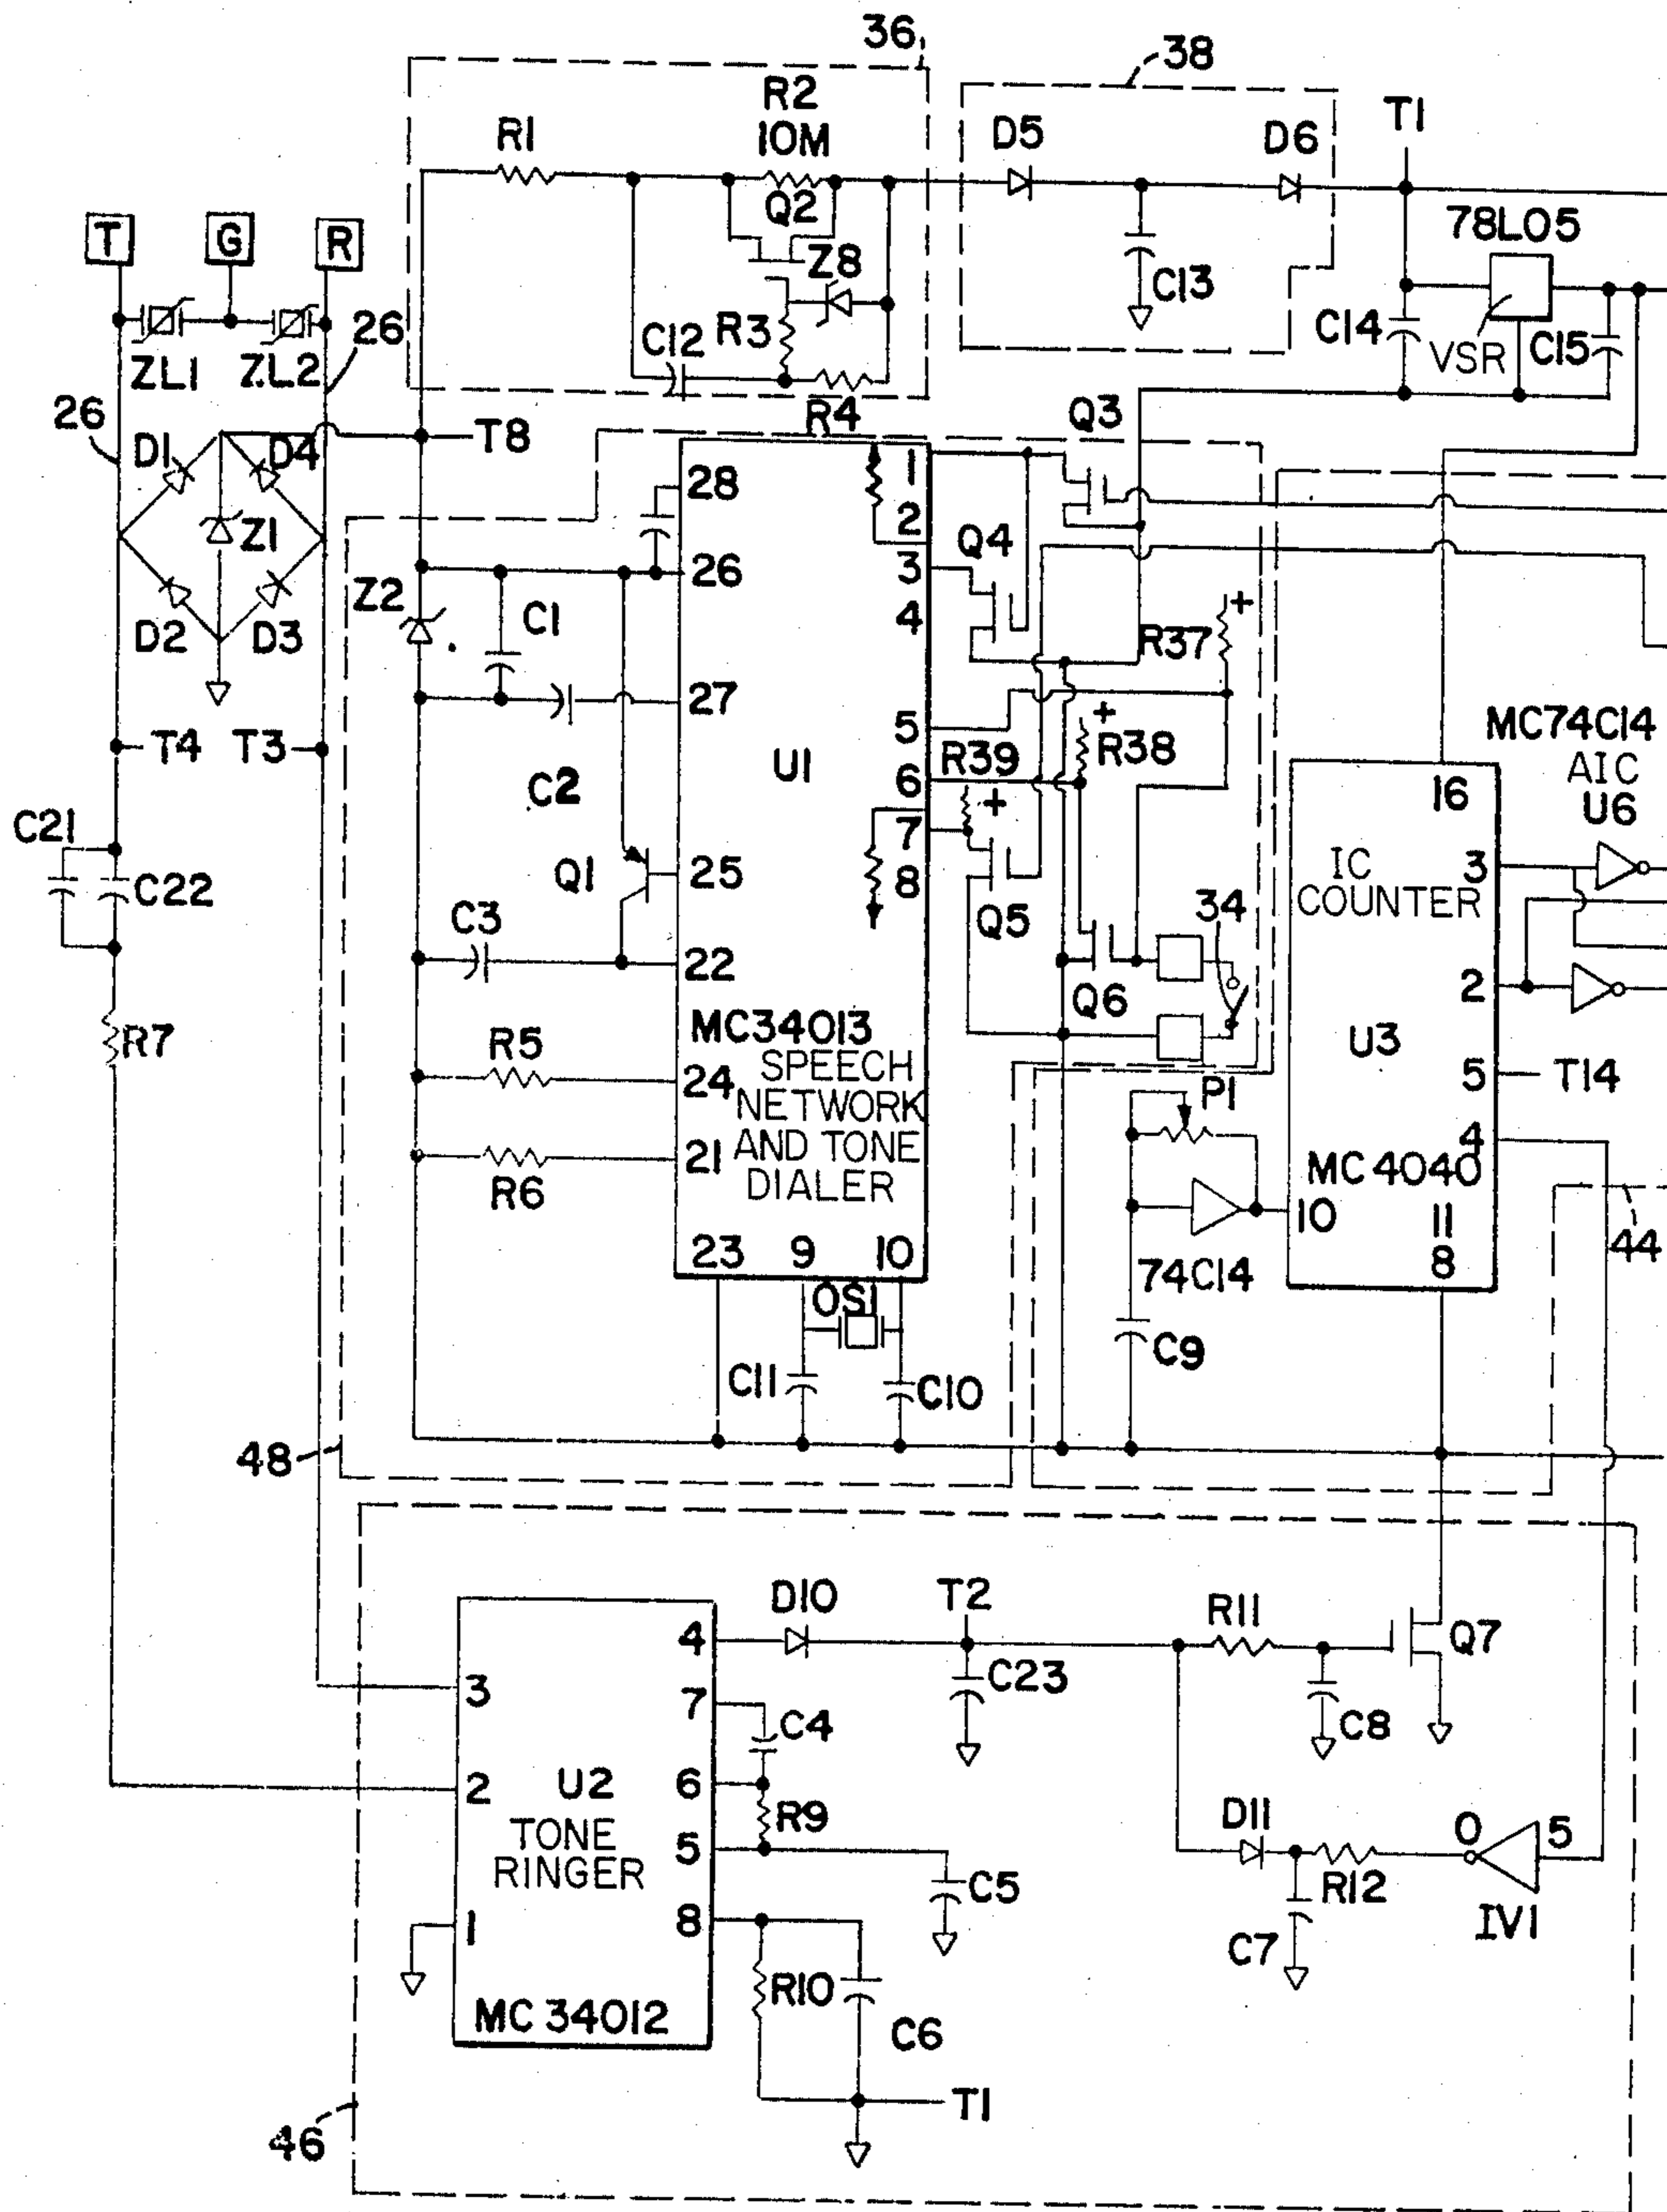 36
38
R1
R2
10M
D5
D6
T1
T
G
R
Q2
Z8
R3
C12
R4
C13
78L05
C14
VSR
C15
ZL1
ZL2
26
26
D1
D4
Z1
D2
D3
T8
Q3
28
1
2
Q4
3
4
26
Z2
C1
27
+
R37
5
+
R38
R39
6
+
7
8
U1
C2
T4
T3
C21
C22
Q1
25
C3
22
Q5
34
Q6
MC74C14
AIC
U6
16
3
IC
COUNTER
2
U3
5
T14
4
MC4040
10
11
8
44
R7
MC34013
SPEECH
NETWORK
AND TONE
DIALER
R5
24
21
R6
P1
74C14
C9
23
9
10
OS1
C11
C10
48
D10
T2
R11
Q7
4
3
7
C4
C23
C8
2
U2
TONE
RINGER
6
R9
5
C5
D11
R12
O
5
IV1
C7
1
8
R10
C6
MC 34012
T1
46